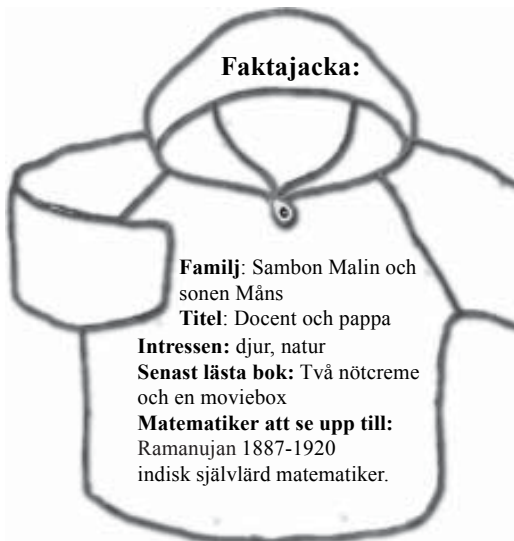 Faktajacka:
Familj: Sambon Malin och
sonen Måns
Titel: Docent och pappa
Intressen: djur, natur
Senast lästa bok: Två nötcreme
och en moviebox
Matematiker att se upp till:
Ramanujan 1887-1920
indisk självlärd matematiker.